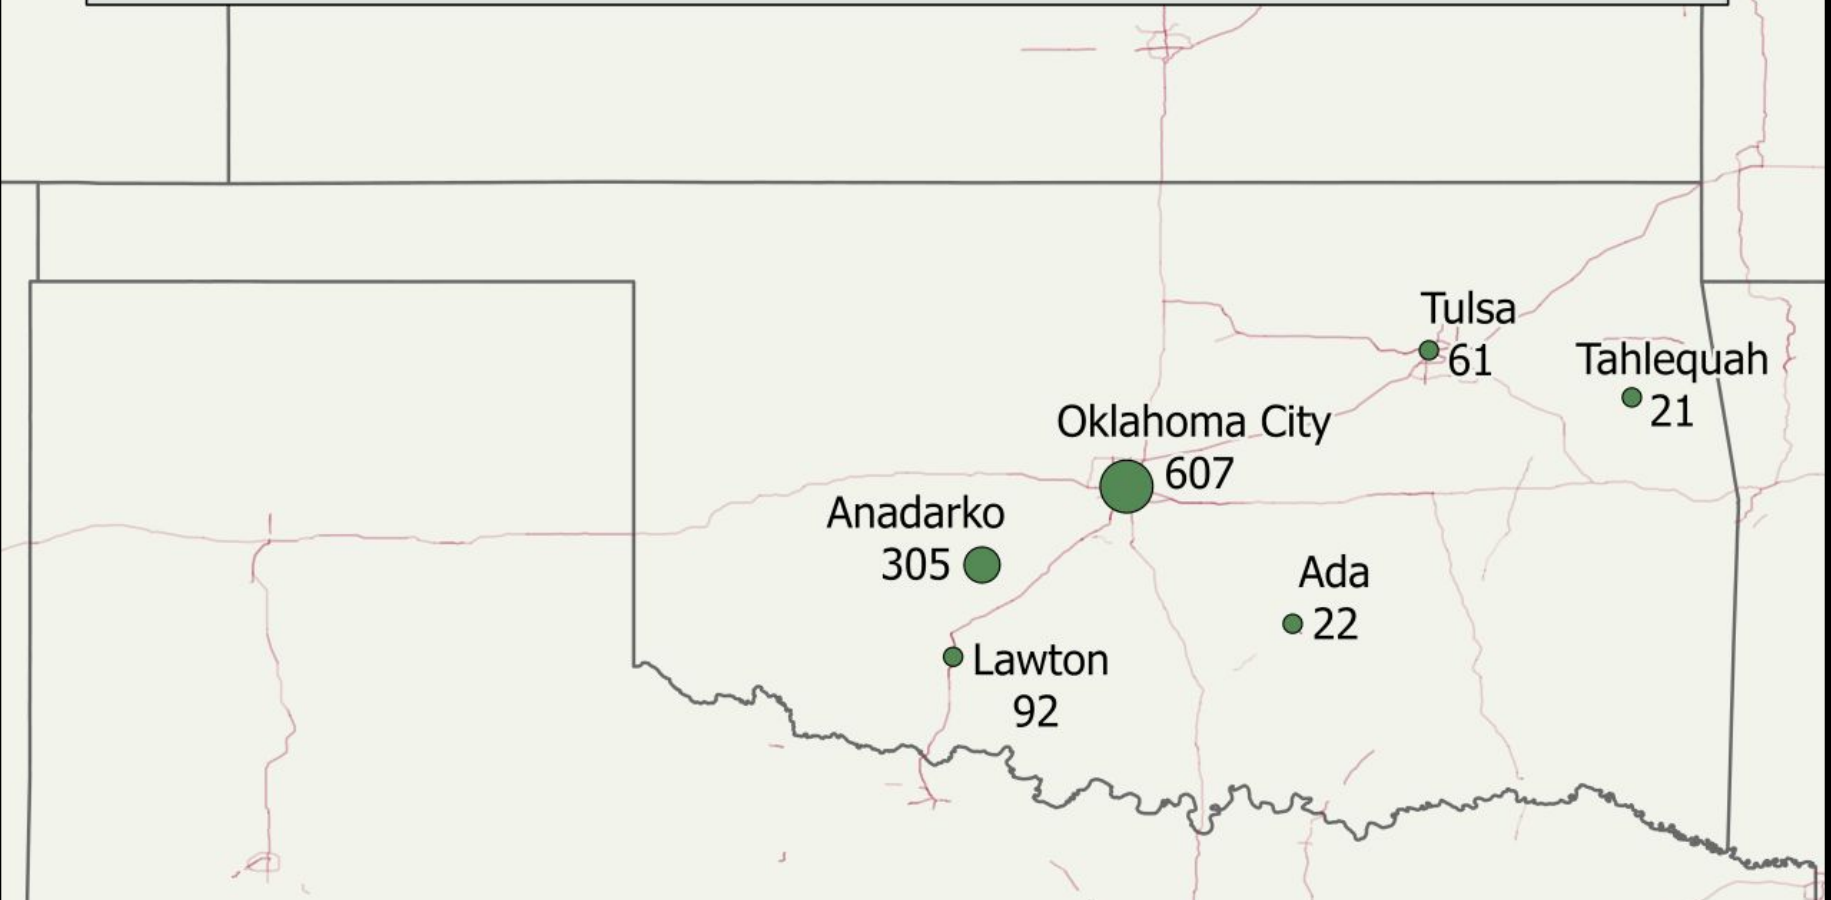 Tulsa
61
Tahlequah
21
Oklahoma City
607
Anadarko
305
Ada
22
Lawton
92